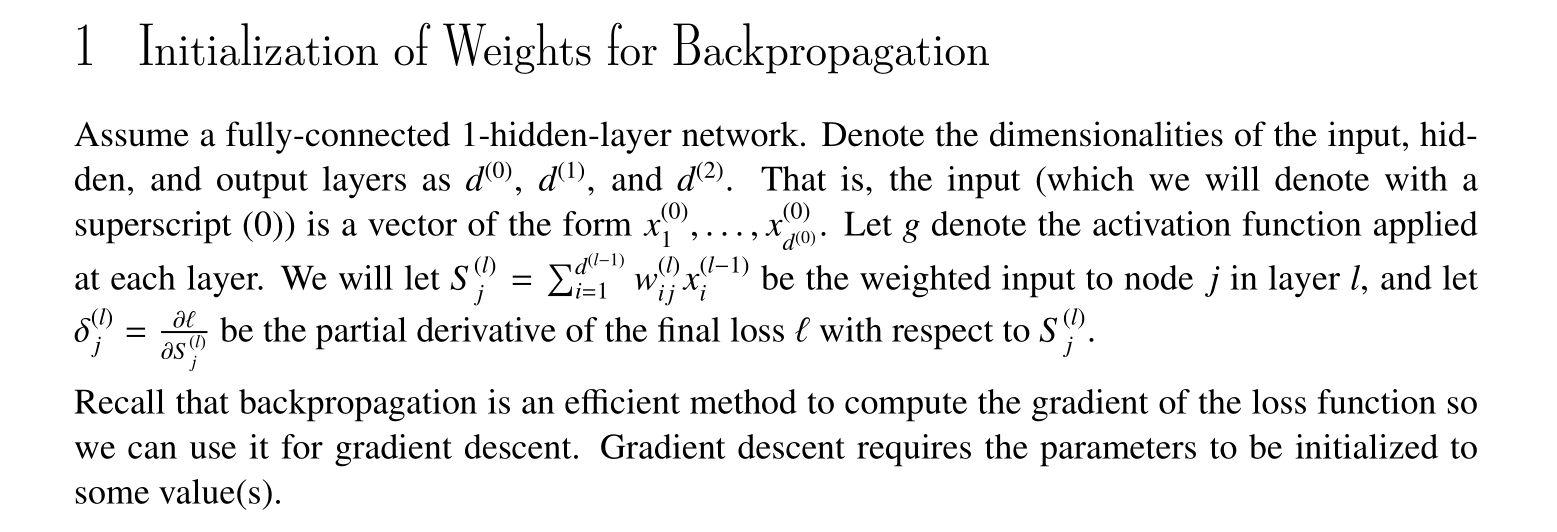 1 Initialization of Weights for Backpropagation
Assume a fully-connected 1-hidden-layer network. Denote the dimensionalities of the input, hid-
den, and output layers as $d^{(0)}$, $d^{(1)}$, and $d^{(2)}$. That is, the input (which we will denote with a
superscript (0)) is a vector of the form $x_1^{(0)}, \ldots, x_{d^{(0)}}^{(0)}$. Let $g$ denote the activation function applied
at each layer. We will let $S_j^{(l)} = \sum_{i=1}^{d^{(l-1)}} w_{ij}^{(l)} x_i^{(l-1)}$ be the weighted input to node $j$ in layer $l$, and let
$\delta_j^{(l)} = \frac{\partial \ell}{\partial S_j^{(l)}}$ be the partial derivative of the final loss $\ell$ with respect to $S_j^{(l)}$.
Recall that backpropagation is an efficient method to compute the gradient of the loss function so
we can use it for gradient descent. Gradient descent requires the parameters to be initialized to
some value(s).